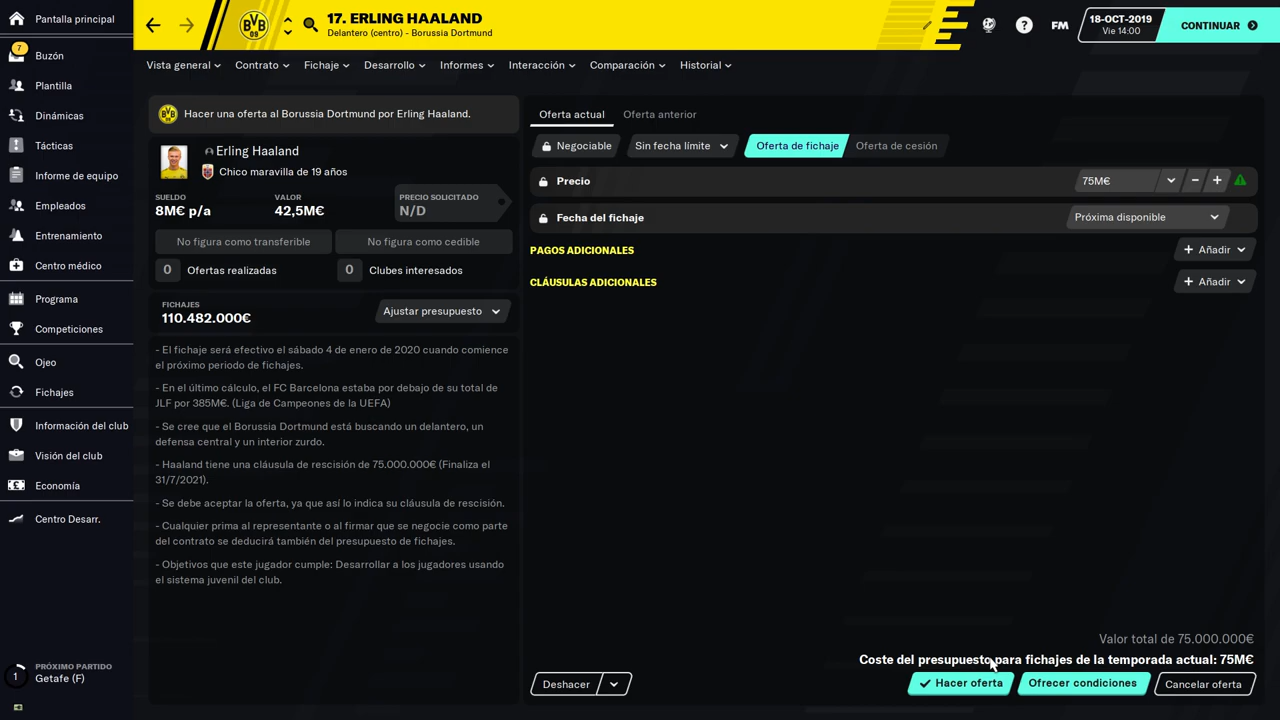 Pantalla principal
7
Buzón
Plantilla
Dinámicas
Tácticas
Informe de equipo
Empleados
Entrenamiento
Centro médico
Programa
Competiciones
Ojeo
Fichajes
Información del club
Visión del club
Economía
Centro Desarr.
1
PRÓXIMO PARTIDO
Getafe (F)
BVB
09
17. ERLING HAALAND
Delantero (centro) - Borussia Dortmund
?
FM
18-OCT-2019
Vie 14:00
CONTINUAR
Vista general
Contrato
Fichaje
Desarrollo
Informes
Interacción
Comparación
Historial
Hacer una oferta al Borussia Dortmund por Erling Haaland.
Erling Haaland
Chico maravilla de 19 años
SUELDO
8M€ p/a
VALOR
42,5M€
PRECIO SOLICITADO
N/D
No figura como transferible
No figura como cedible
0 Ofertas realizadas
0 Clubes interesados
FICHAJES
110.482.000€
Ajustar presupuesto
- El fichaje será efectivo el sábado 4 de enero de 2020 cuando comience
el próximo periodo de fichajes.
- En el último cálculo, el FC Barcelona estaba por debajo de su total de
JLF por 385M€. (Liga de Campeones de la UEFA)
- Se cree que el Borussia Dortmund está buscando un delantero, un
defensa central y un interior zurdo.
- Haaland tiene una cláusula de rescisión de 75.000.000€ (Finaliza el
31/7/2021).
- Se debe aceptar la oferta, ya que así lo indica su cláusula de rescisión.
- Cualquier prima al representante o al firmar que se negocie como parte
del contrato se deducirá también del presupuesto de fichajes.
- Objetivos que este jugador cumple: Desarrollar a los jugadores usando
el sistema juvenil del club.
Oferta actual
Oferta anterior
Negociable
Sin fecha límite
Oferta de fichaje
Oferta de cesión
Precio
75M€
Fecha del fichaje
Próxima disponible
PAGOS ADICIONALES
+ Añadir
CLÁUSULAS ADICIONALES
+ Añadir
Valor total de 75.000.000€
Coste del presupuesto para fichajes de la temporada actual: 75M€
Deshacer
Hacer oferta
Ofrecer condiciones
Cancelar oferta